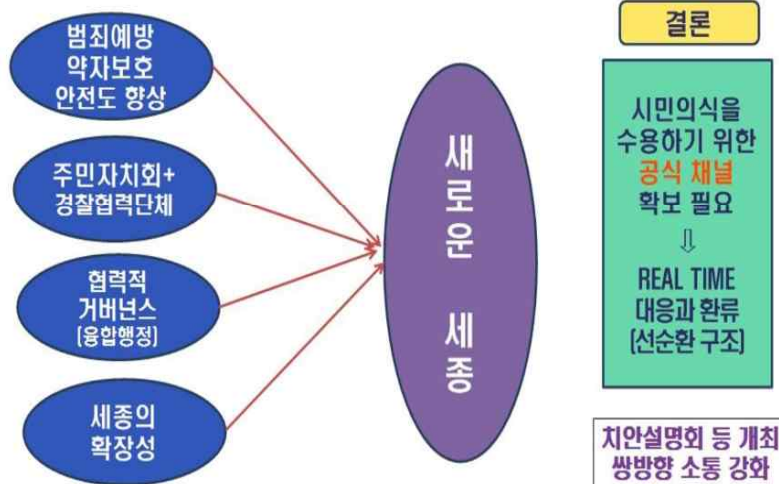 범죄예방
약자보호
안전도 향상
주민자치회+
경찰협력단체
협력적
거버넌스
(융합행정)
세종의
확장성
새로운 세종
결론
시민의식을
수용하기 위한
공식 채널
확보 필요
⇩
REAL TIME
대응과 환류
(선순환 구조)
치안설명회 등 개최
쌍방향 소통 강화